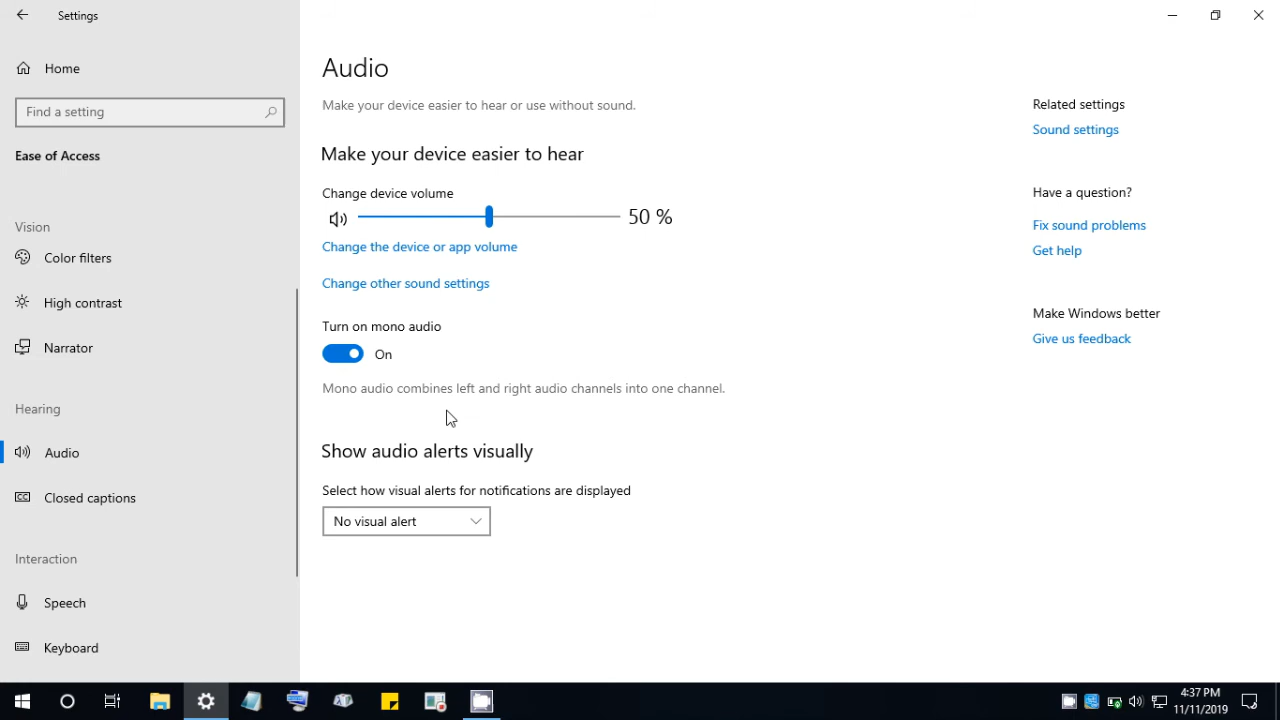 Settings
Home
Find a setting
Ease of Access
Vision
Color filters
High contrast
Narrator
Hearing
Audio
Closed captions
Interaction
Speech
Keyboard
Audio
Make your device easier to hear or use without sound.
Make your device easier to hear
Change device volume
50 %
Change the device or app volume
Change other sound settings
Turn on mono audio
On
Mono audio combines left and right audio channels into one channel.
Show audio alerts visually
Select how visual alerts for notifications are displayed
No visual alert
Related settings
Sound settings
Have a question?
Fix sound problems
Get help
Make Windows better
Give us feedback
4:37 PM
11/11/2019